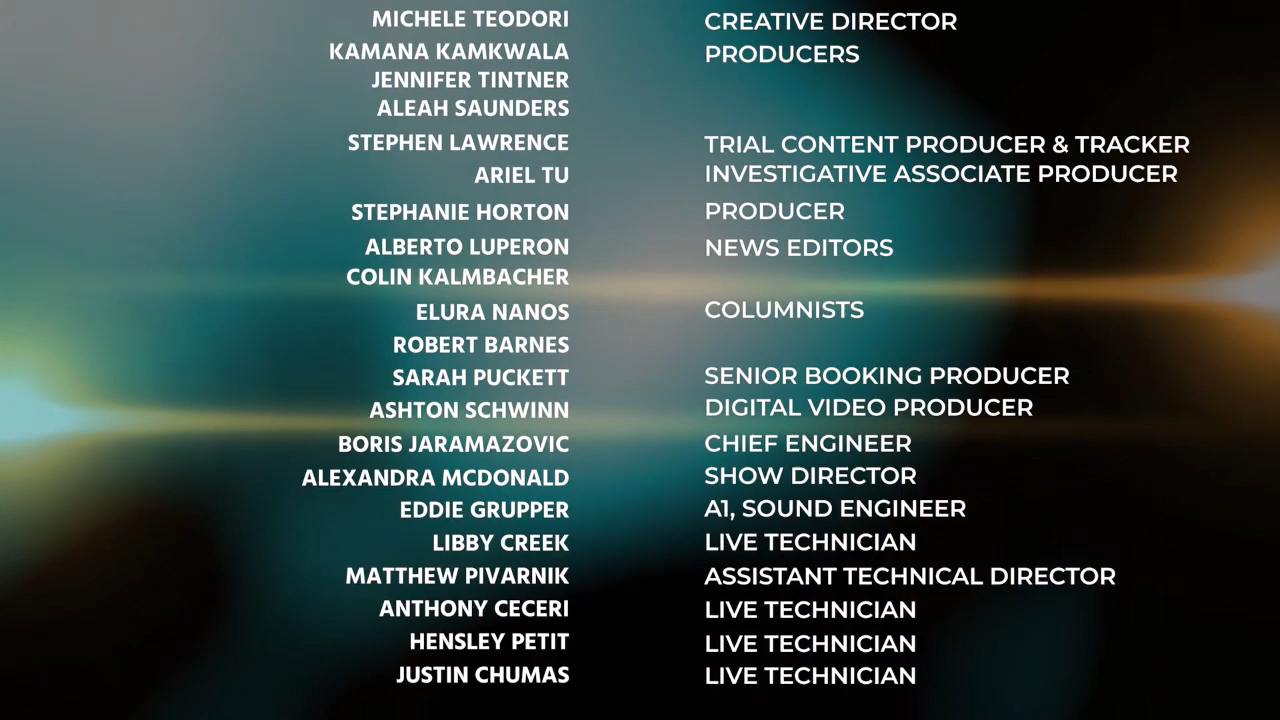 MICHELE TEODORI CREATIVE DIRECTOR
KAMANA KAMKWALA PRODUCERS
JENNIFER TINTNER
ALEAH SAUNDERS
STEPHEN LAWRENCE TRIAL CONTENT PRODUCER & TRACKER
ARIEL TU INVESTIGATIVE ASSOCIATE PRODUCER
STEPHANIE HORTON PRODUCER
ALBERTO LUPERON NEWS EDITORS
COLIN KALMBACHER
ELURA NANOS COLUMNISTS
ROBERT BARNES
SARAH PUCKETT SENIOR BOOKING PRODUCER
ASHTON SCHWINN DIGITAL VIDEO PRODUCER
BORIS JARAMAZOVIC CHIEF ENGINEER
ALEXANDRA MCDONALD SHOW DIRECTOR
EDDIE GRUPPER A1, SOUND ENGINEER
LIBBY CREEK LIVE TECHNICIAN
MATTHEW PIVARNIK ASSISTANT TECHNICAL DIRECTOR
ANTHONY CECERI LIVE TECHNICIAN
HENSLEY PETIT LIVE TECHNICIAN
JUSTIN CHUMAS LIVE TECHNICIAN